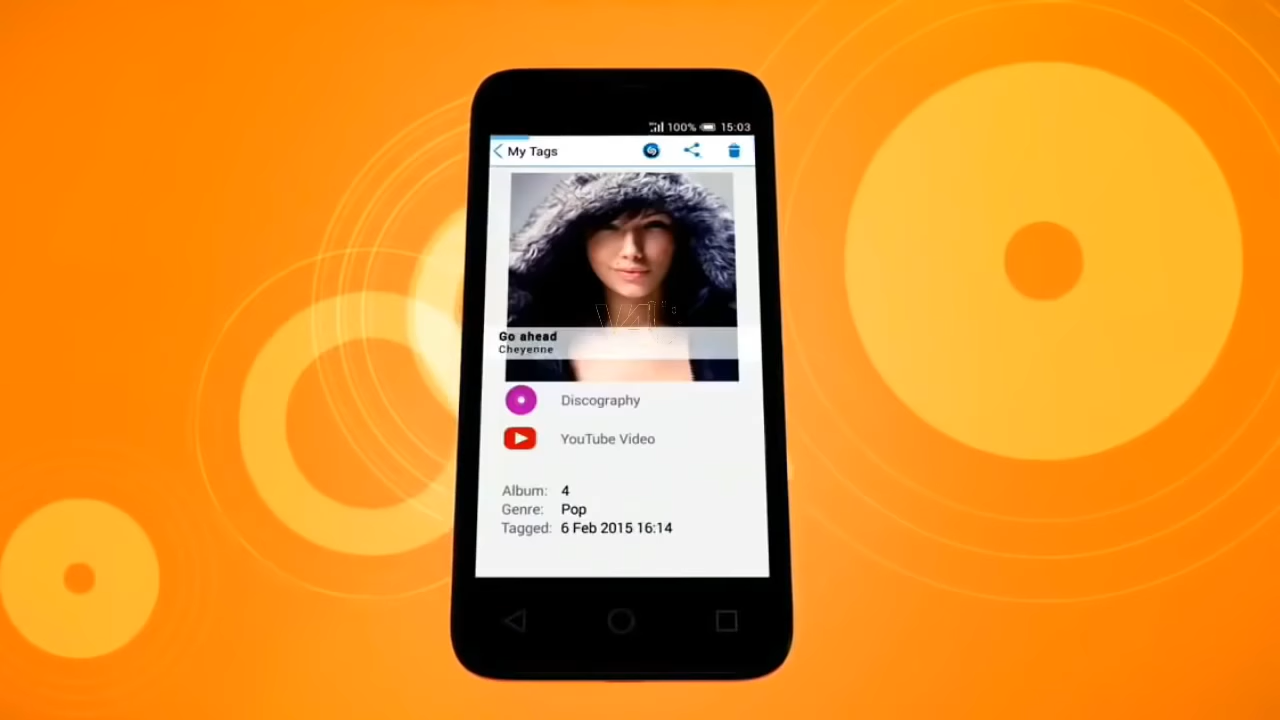 100% 15:03
My Tags
Go ahead
Cheyenne
Discography
YouTube Video
Album: 4
Genre: Pop
Tagged: 6 Feb 2015 16:14